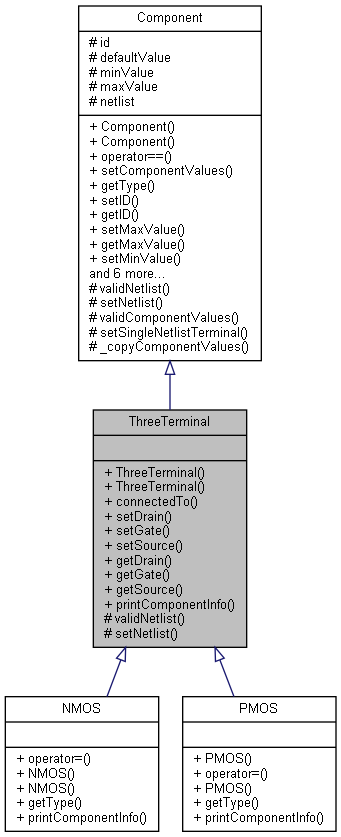 Component
# id
# defaultValue
# minValue
# maxValue
# netlist
+ Component()
+ Component()
+ operator==()
+ setComponentValues()
+ getType()
+ setID()
+ getID()
+ setMaxValue()
+ getMaxValue()
+ setMinValue()
and 6 more...
# validNetlist()
# setNetlist()
# validComponentValues()
# setSingleNetlistTerminal()
# _copyComponentValues()
ThreeTerminal
+ ThreeTerminal()
+ ThreeTerminal()
+ connectedTo()
+ setDrain()
+ setGate()
+ setSource()
+ getDrain()
+ getGate()
+ getSource()
+ printComponentInfo()
# validNetlist()
# setNetlist()
NMOS
+ operator=()
+ NMOS()
+ NMOS()
+ getType()
+ printComponentInfo()
PMOS
+ PMOS()
+ operator=()
+ PMOS()
+ getType()
+ printComponentInfo()